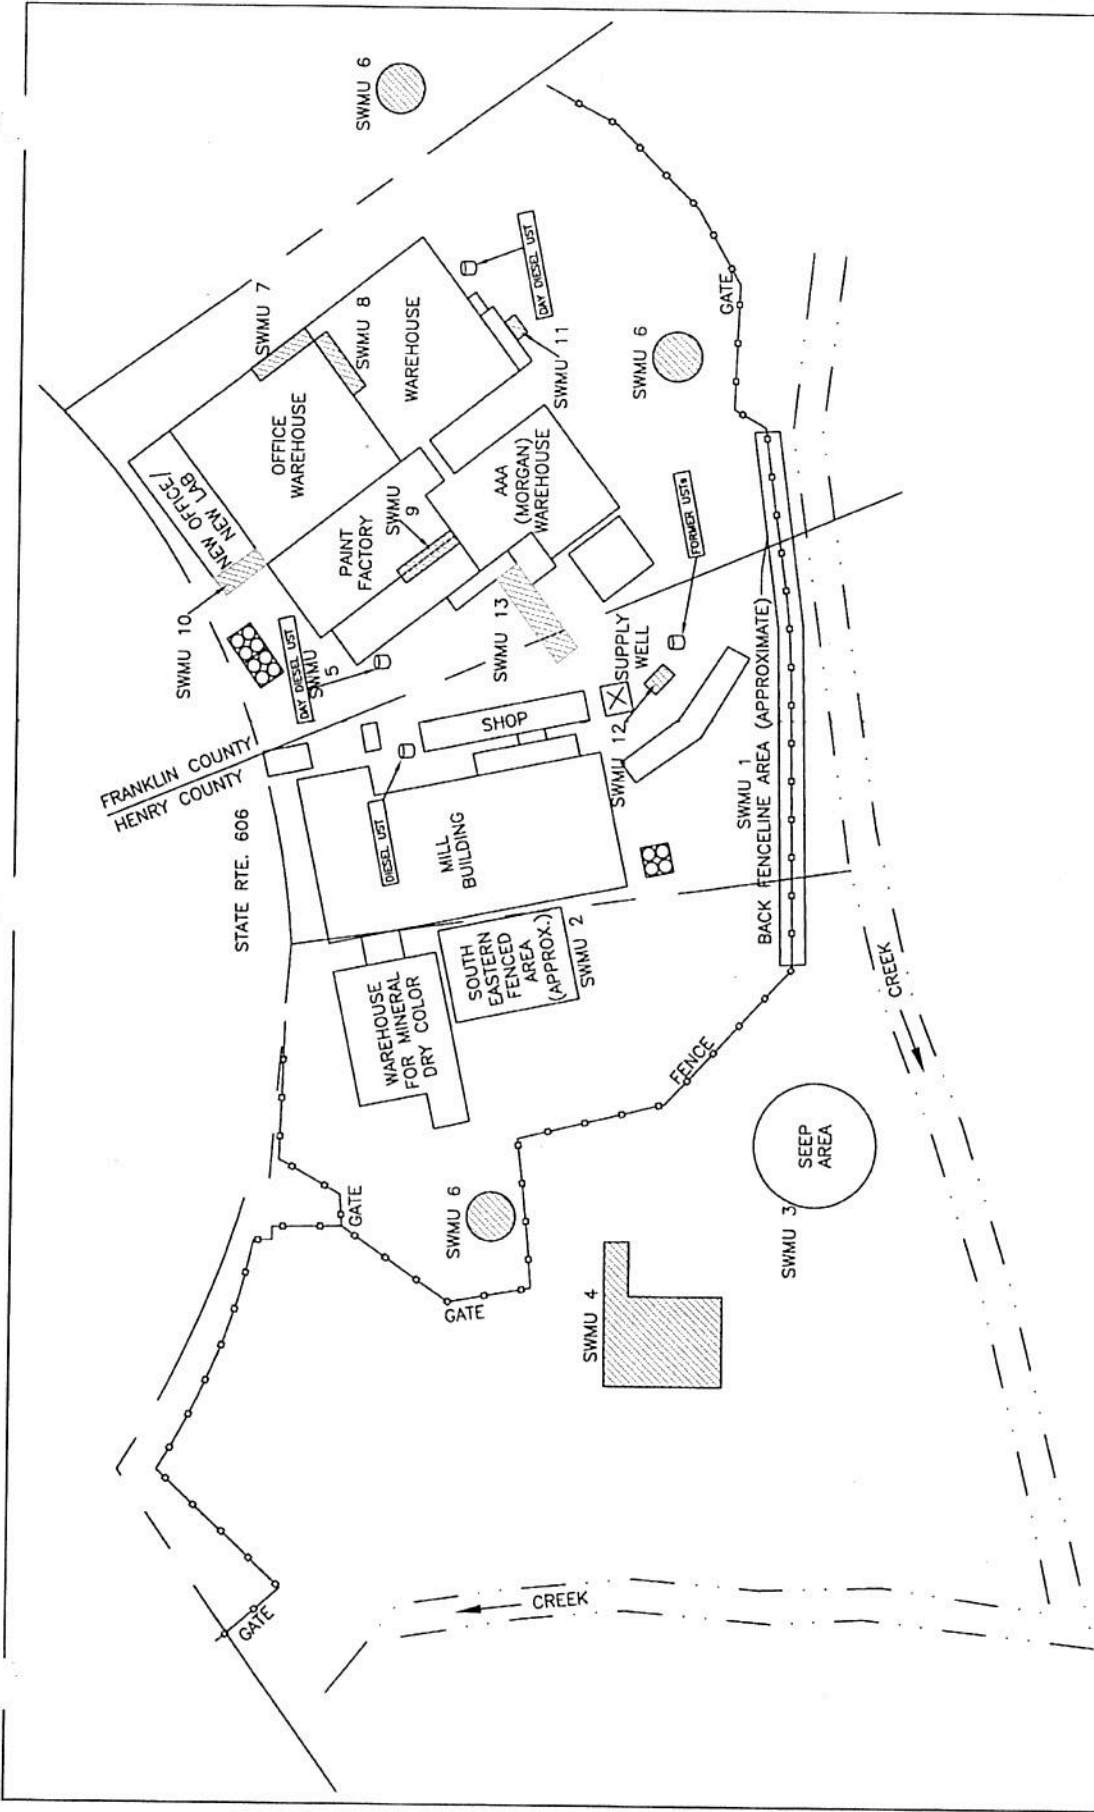 SWMU 6
SWMU 7
SWMU 8
OFFICE
WAREHOUSE
WAREHOUSE
DAY DIESEL UST
SWMU 11
NEW OFFICE/
NEW LAB
SWMU 10
PAINT
FACTORY
SWMU
9
AAA
(MORGAN)
WAREHOUSE
SWMU 6
GATE
FORMER USTs
SWMU 13
DAY DIESEL UST
SWMU
5
SUPPLY
WELL
SWMU 12
SHOP
FRANKLIN COUNTY
HENRY COUNTY
STATE RTE. 606
DIESEL UST
MILL
BUILDING
SWMU 1
BACK FENCELINE AREA (APPROXIMATE)
WAREHOUSE
FOR MINERAL
DRY COLOR
SOUTH
EASTERN
FENCED
AREA
(APPROX.)
SWMU 2
FENCE
CREEK
SEEP
AREA
SWMU 3
GATE
SWMU 6
GATE
SWMU 4
GATE
CREEK